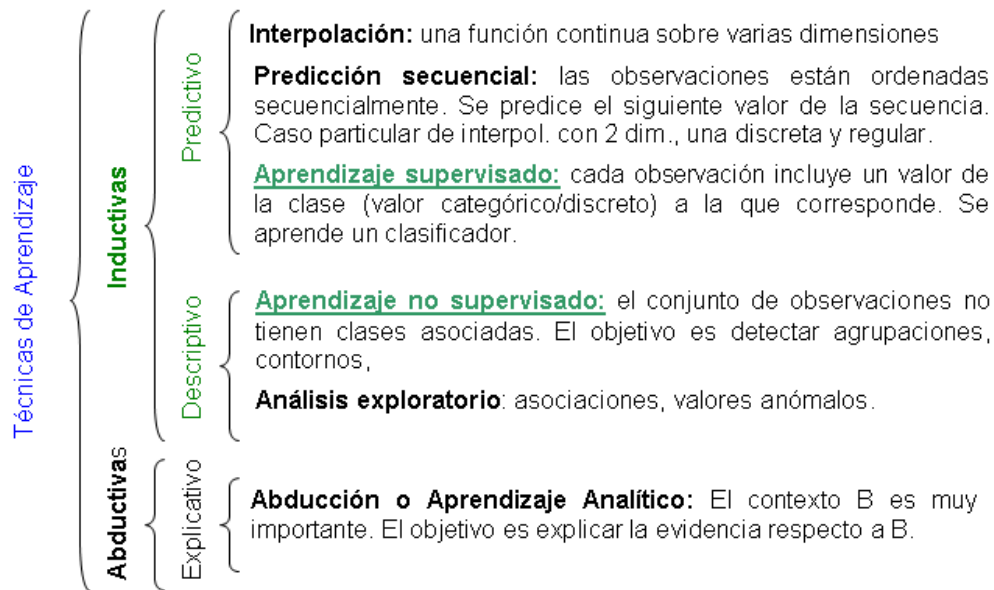 Técnicas de Aprendizaje
Inductivas
Predictivo
Interpolación: una función continua sobre varias dimensiones
Predicción secuencial: las observaciones están ordenadas
secuencialmente. Se predice el siguiente valor de la secuencia.
Caso particular de interpol. con 2 dim., una discreta y regular.
Aprendizaje supervisado: cada observación incluye un valor de
la clase (valor categórico/discreto) a la que corresponde. Se
aprende un clasificador.
Descriptivo
Aprendizaje no supervisado: el conjunto de observaciones no
tienen clases asociadas. El objetivo es detectar agrupaciones,
contornos,
Análisis exploratorio: asociaciones, valores anómalos.
Abductivas
Explicativo
Abducción o Aprendizaje Analítico: El contexto B es muy
importante. El objetivo es explicar la evidencia respecto a B.